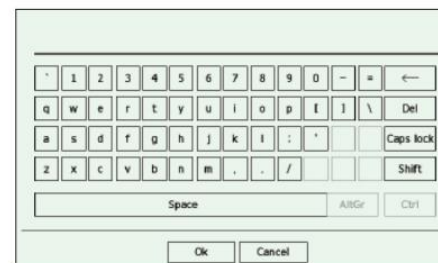 ` 1 2 3 4 5 6 7 8 9 0 - = ←
q w e r t y u i o p [ ] \ Del
a s d f g h j k l ; ' Caps lock
z x c v b n m , . / Shift
Space AltGr Ctrl
Ok Cancel